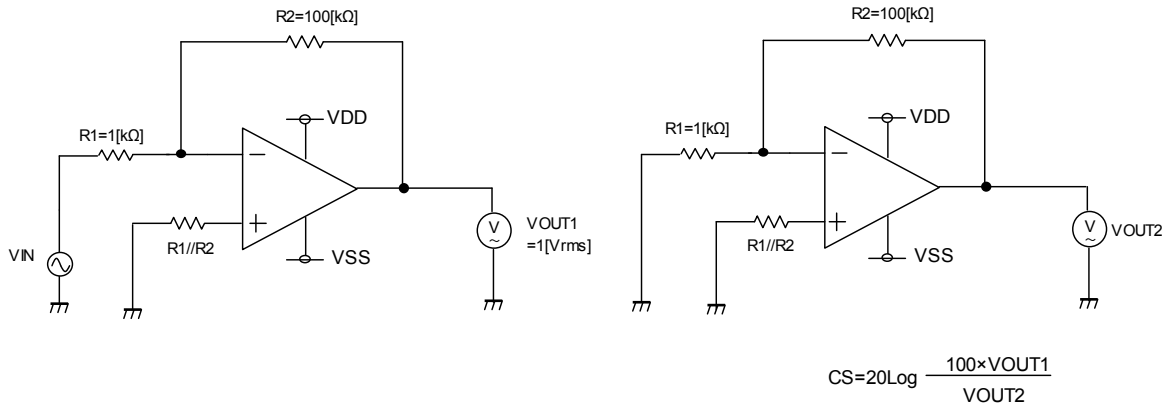 R2=100[kΩ]
VDD
R1=1[kΩ]
R1//R2
VSS
VIN
V
VOUT1
=1[Vrms]
R2=100[kΩ]
VDD
R1=1[kΩ]
R1//R2
VSS
V
VOUT2
CS=20Log 100×VOUT1
VOUT2